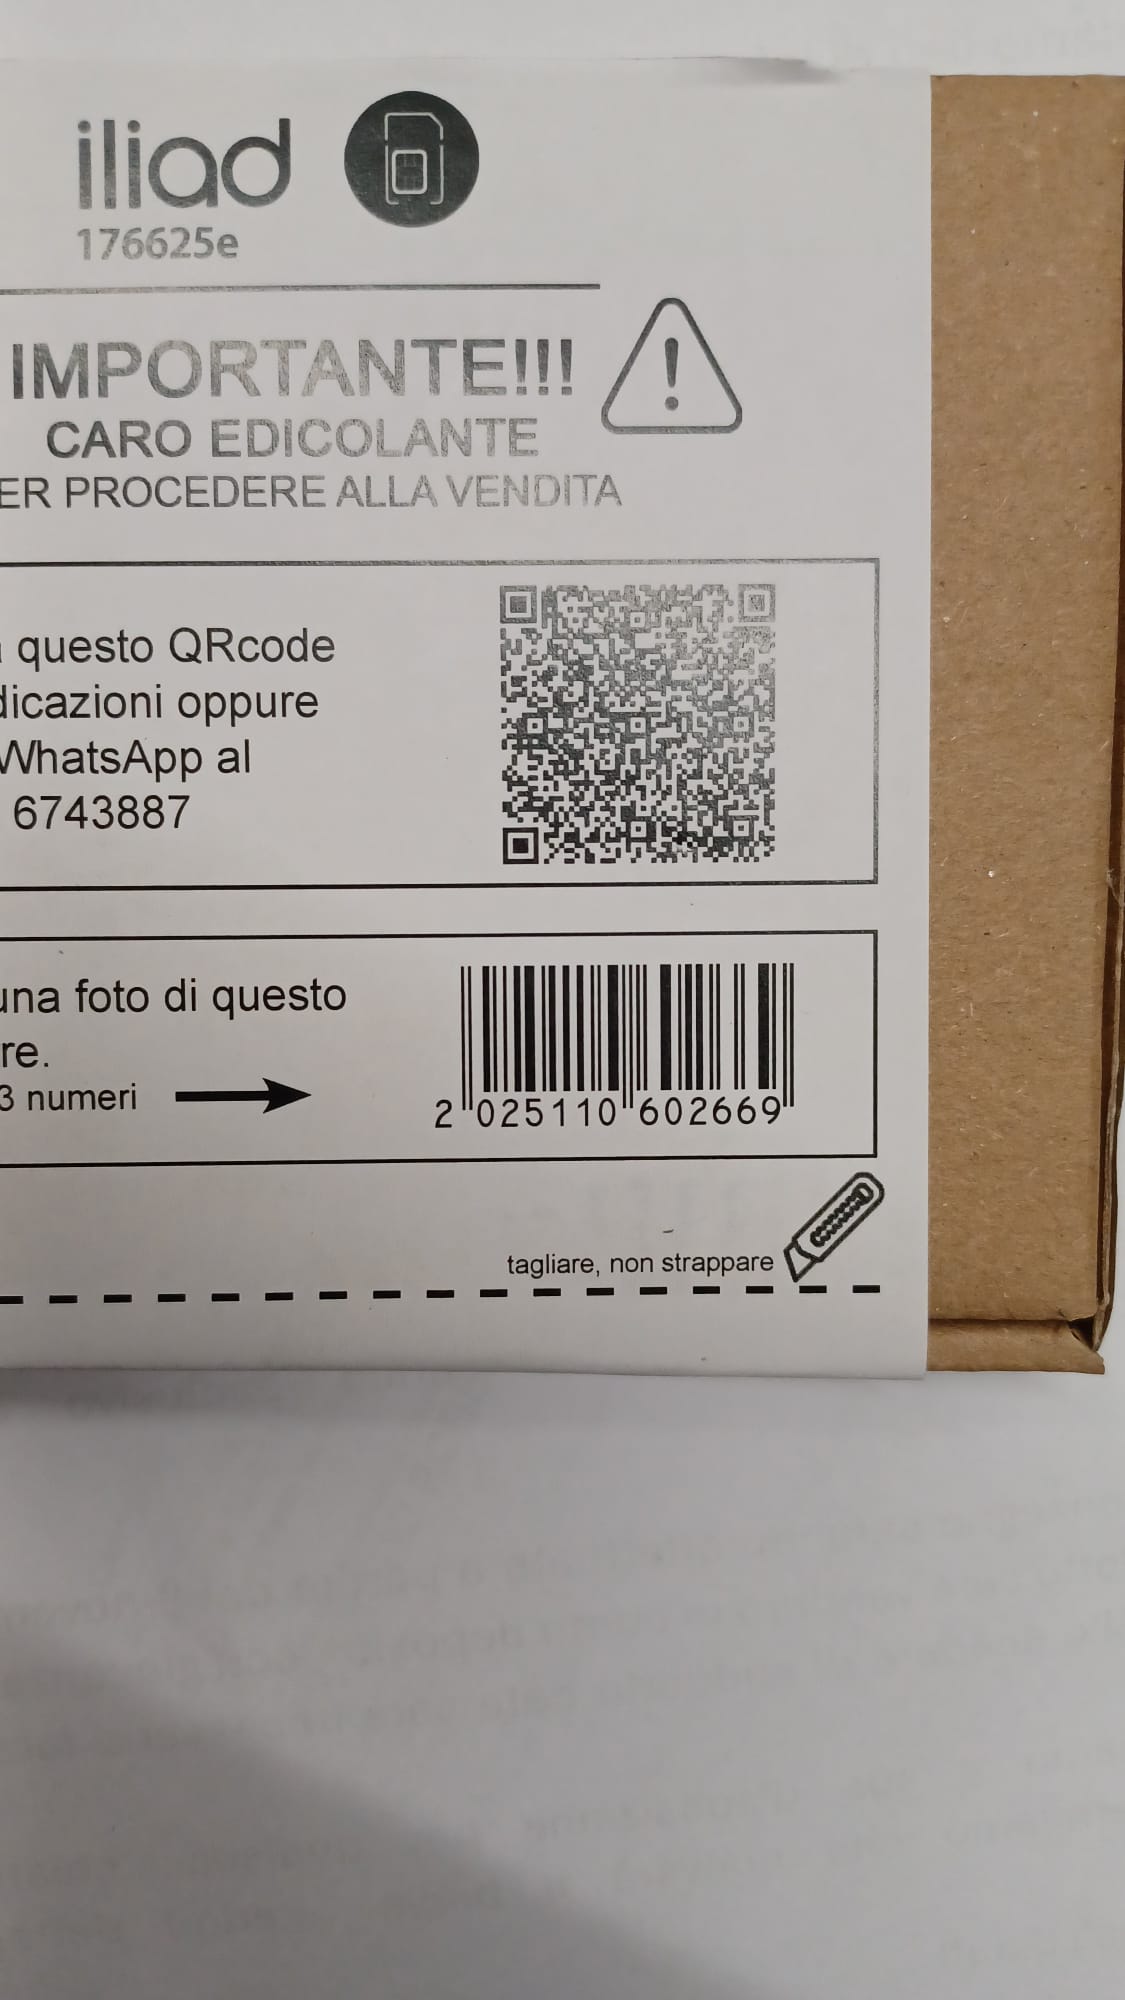 iliad
176625e
IMPORTANTE!!!
CARO EDICOLANTE
ER PROCEDERE ALLA VENDITA
questo QRcode
dicazioni oppure
WhatsApp al
6743887
una foto di questo
re.
3 numeri
2 025110 602669
tagliare, non strappare